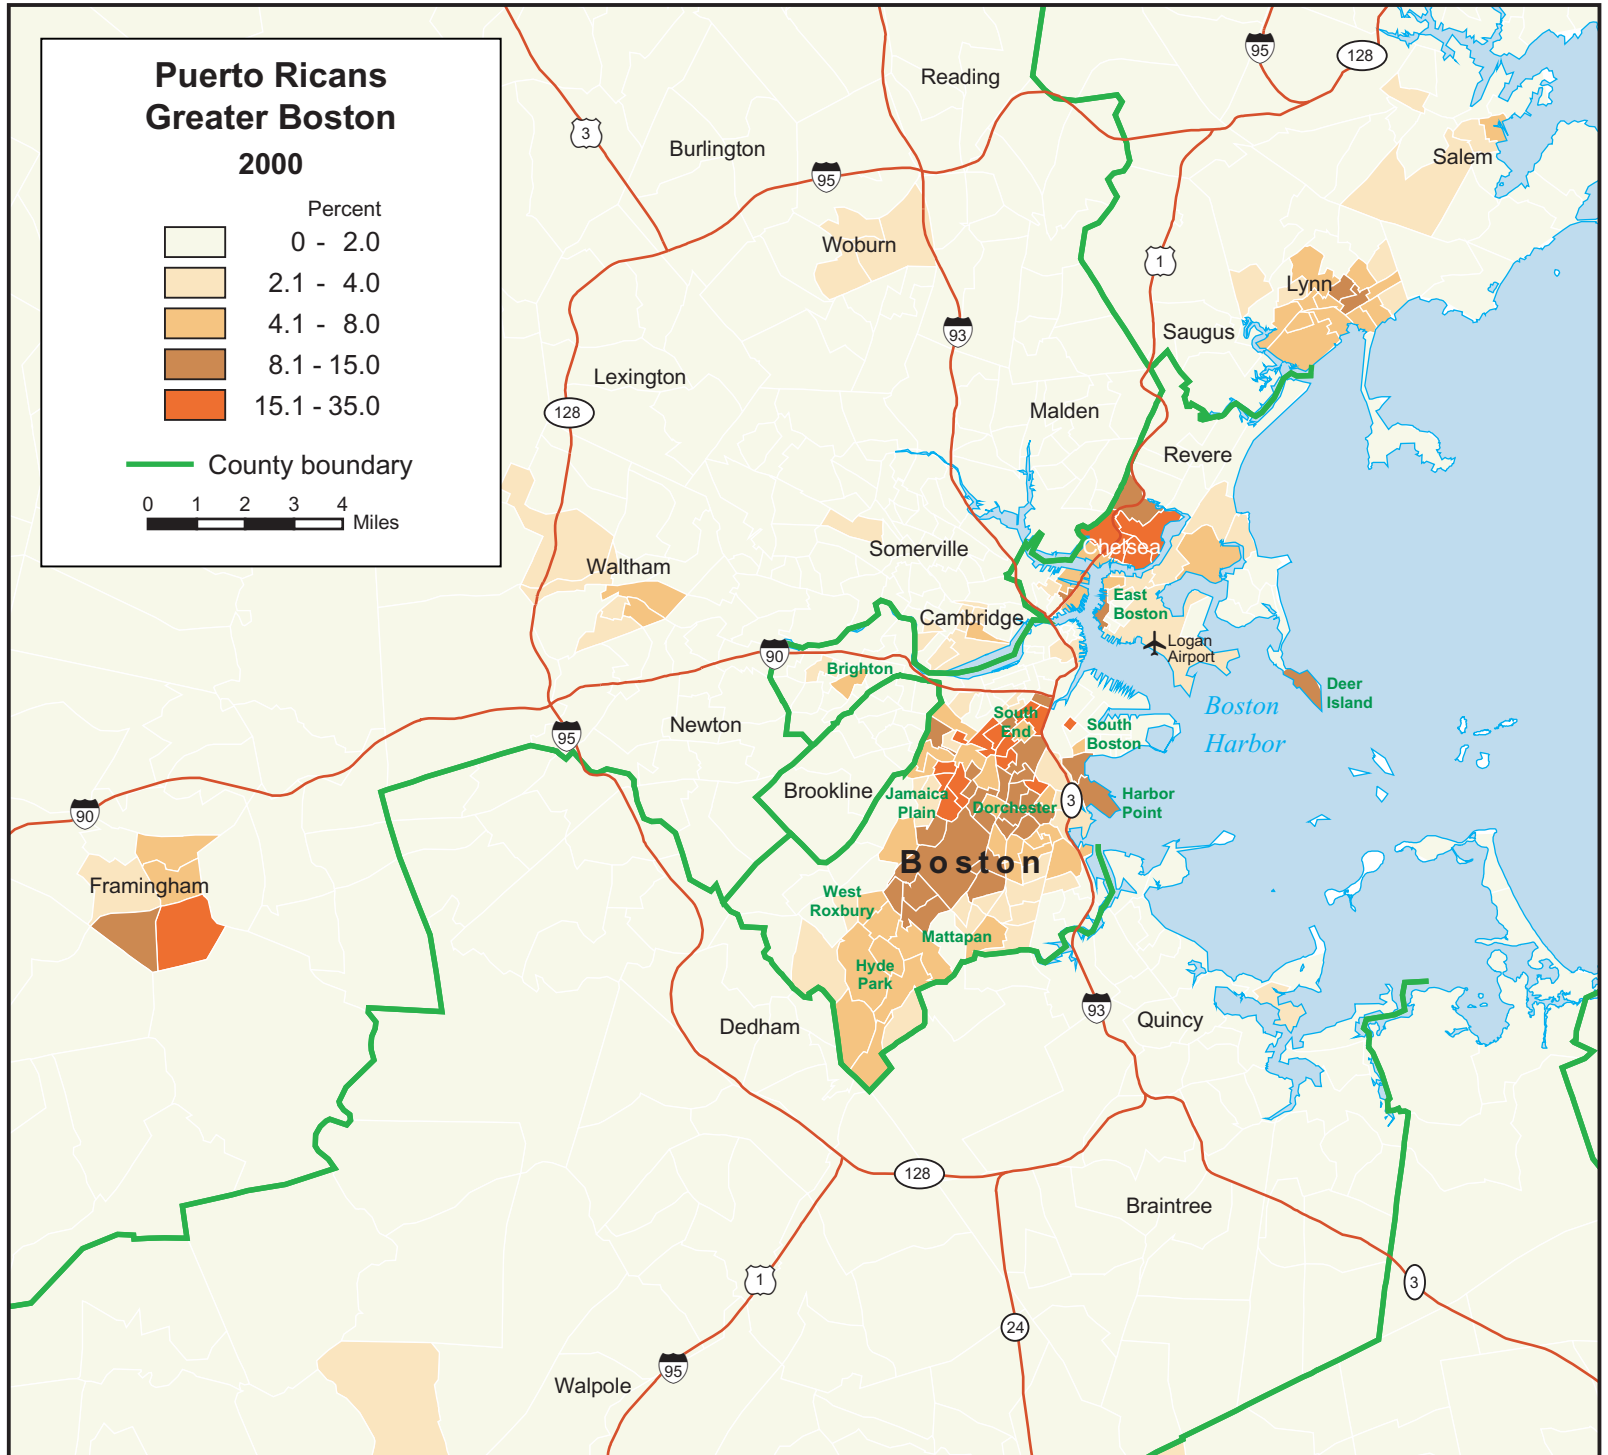 Puerto Ricans
Greater Boston
2000
Percent
0 - 2.0
2.1 - 4.0
4.1 - 8.0
8.1 - 15.0
15.1 - 35.0
County boundary
0 1 2 3 4
Miles
95
128
Reading
3
Burlington
95
Salem
Woburn
1
Lynn
93
Saugus
Lexington
128
Malden
Revere
Somerville
Chelsea
Waltham
East
Boston
Cambridge
Logan
Airport
90
Brighton
Deer
Island
Boston
Harbor
South
End
South
Boston
Newton
95
Brookline
Jamaica
Plain
Dorchester
3
Harbor
Point
90
Boston
Framingham
West
Roxbury
Mattapan
Hyde
Park
93
Quincy
Dedham
128
Braintree
1
3
24
95
Walpole